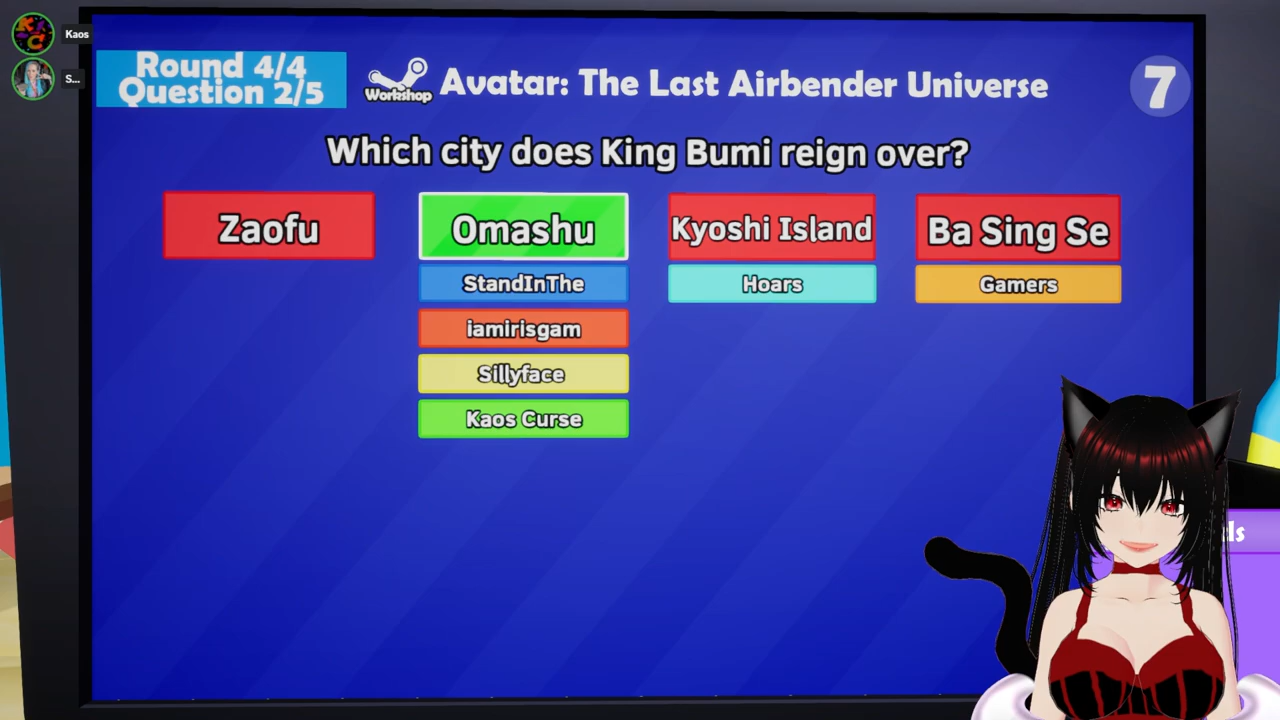 Kaos
S...
Round 4/4
Question 2/5
Workshop
Avatar: The Last Airbender Universe
7
Which city does King Bumi reign over?
Zaofu
Omashu
Kyoshi Island
Ba Sing Se
StandInThe
Hoars
Gamers
iamirisgam
Sillyface
Kaos Curse